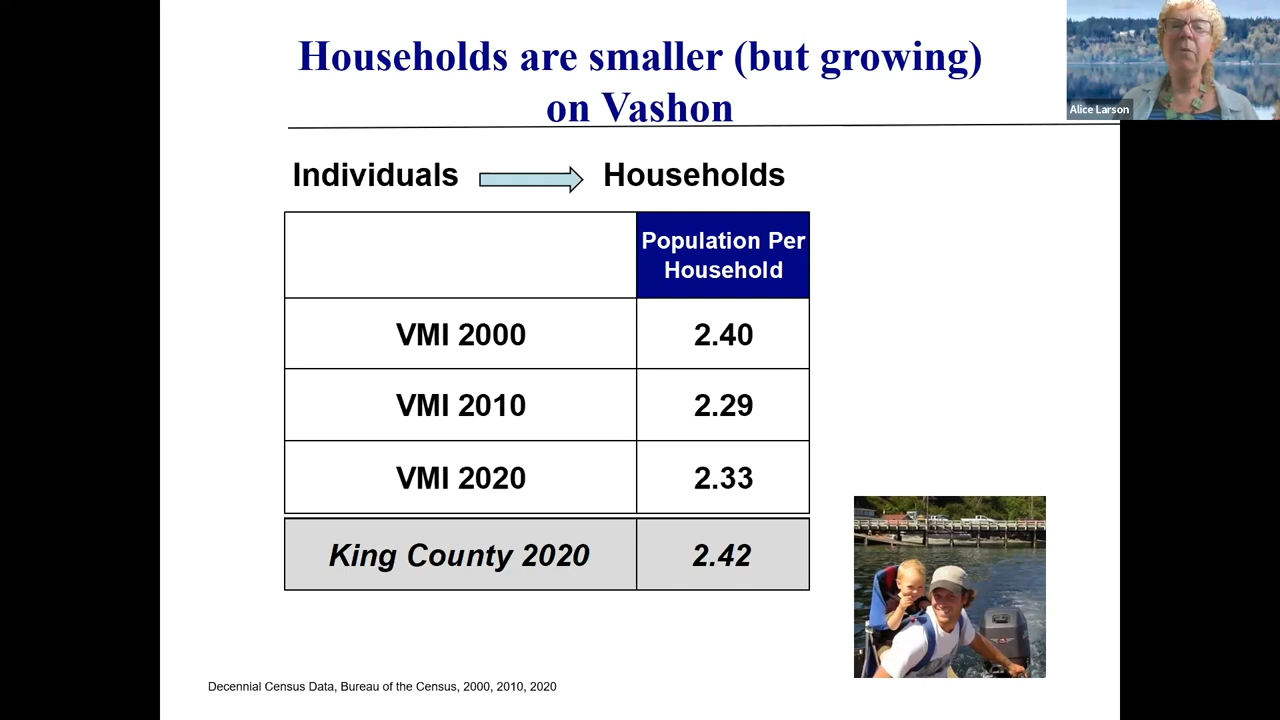 Households are smaller (but growing)
on Vashon
Alice Larson
Individuals
Households
Population Per
Household
VMI 2000
2.40
VMI 2010
2.29
VMI 2020
2.33
King County 2020
2.42
Decennial Census Data, Bureau of the Census, 2000, 2010, 2020